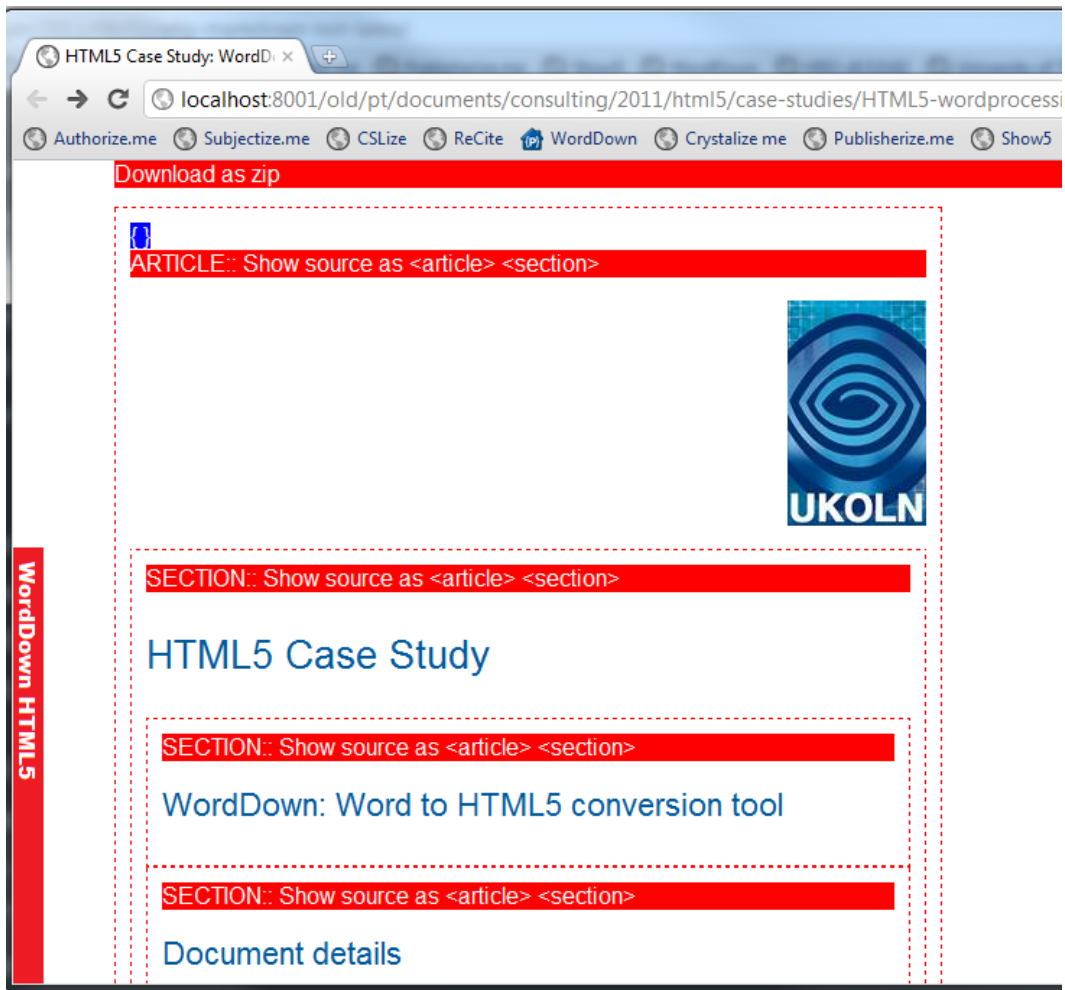 HTML5 Case Study: WordD
localhost:8001/old/pt/documents/consulting/2011/html5/case-studies/HTML5-wordprocessi
Authorize.me Subjectize.me CSLize ReCite WordDown Crystalize me Publisherize.me Show5
Download as zip
{}
ARTICLE:: Show source as <article> <section>
UKOLN
SECTION:: Show source as <article> <section>
HTML5 Case Study
WordDown HTML5
SECTION:: Show source as <article> <section>
WordDown: Word to HTML5 conversion tool
SECTION:: Show source as <article> <section>
Document details